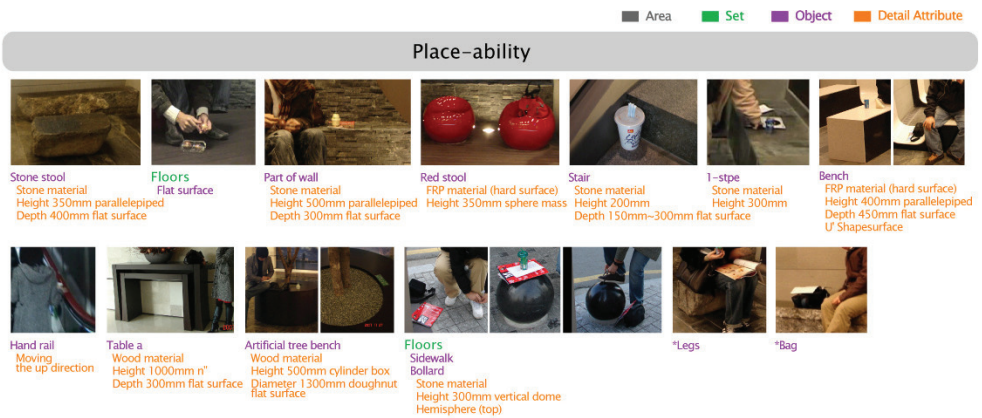 Area Set Object Detail Attribute
Place-ability
Stone stool
Stone material
Height 350mm parallelepiped
Depth 400mm flat surface
Floors
Flat surface
Part of wall
Stone material
Height 500mm parallelepiped
Depth 300mm flat surface
Red stool
FRP material (hard surface)
Height 350mm sphere mass
Stair
Stone material
Height 200mm
Depth 150mm~300mm flat surface
1-stpe
Stone material
Height 300mm
Bench
FRP material (hard surface)
Height 400mm parallelepiped
Depth 450mm flat surface
U' Shapesurface
Hand rail
Moving
the up direction
Table a
Wood material
Height 1000mm n"
Depth 300mm flat surface
Artificial tree bench
Wood material
Height 500mm cylinder box
Diameter 1300mm doughnut
flat surface
Floors
Sidewalk
Bollard
Stone material
Height 300mm vertical dome
Hemisphere (top)
*Legs
*Bag